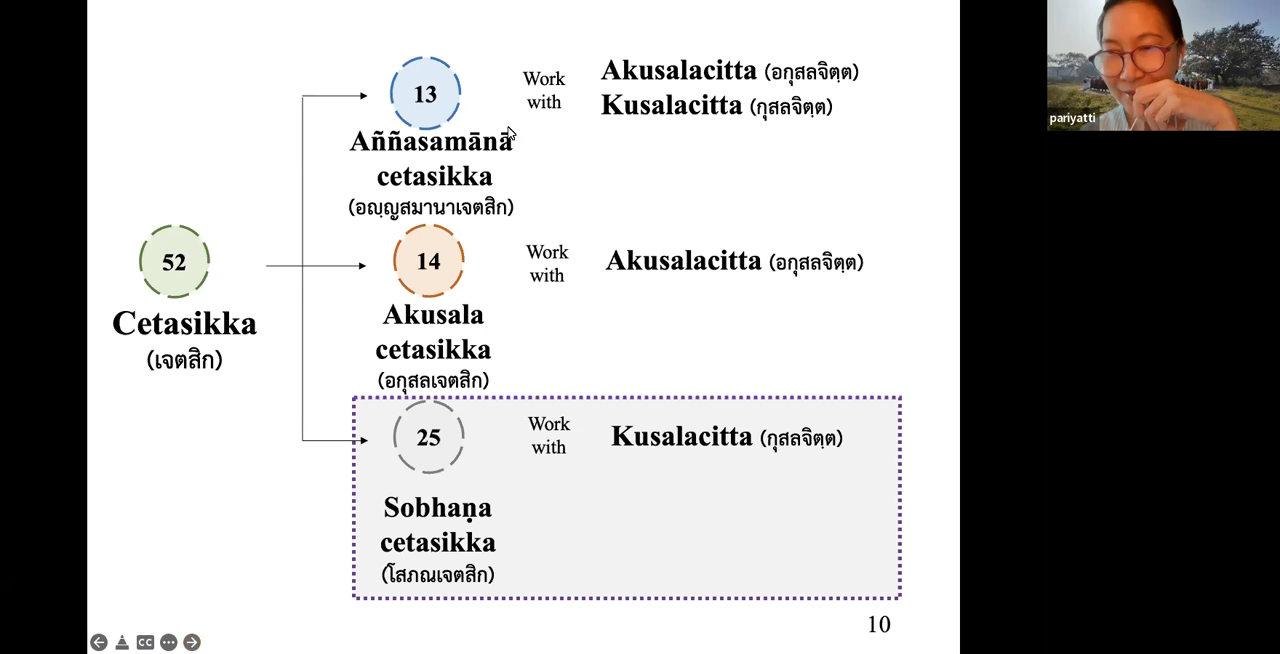 13
Work
with
Akusalacitta (อกุสลจิตฺต)
Kusalacitta (กุสลจิตฺต)
Aññasamānā
cetasikka
(อญฺญสมานาเจตสิก)
52
Cetasikka
(เจตสิก)
14
Work
with
Akusalacitta (อกุสลจิตฺต)
Akusala
cetasikka
(อกุสลเจตสิก)
25
Work
with
Kusalacitta (กุสลจิตฺต)
Sobhaṇa
cetasikka
(โสภณเจตสิก)
10
CC
pariyatti